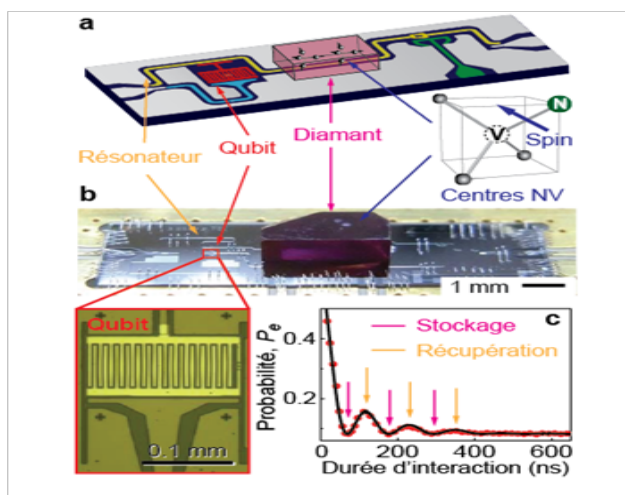 a
N
V
Spin
Diamant
Qubit
Résonateur
Centres NV
b
1 mm
Qubit
0.1 mm
c
Stockage
Récupération
Probabilité, Pe
0.4
0.2
0 200 400 600
Durée d'interaction (ns)